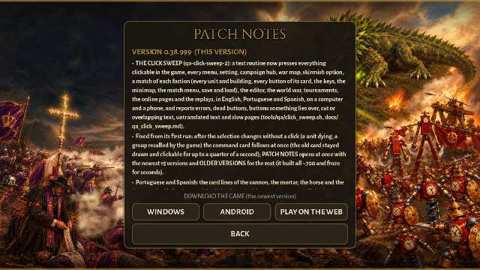 PATCH NOTES
VERSION 0.38.999 (THIS VERSION)
• THE CLICK SWEEP (qa-click-sweep-2): a test routine now presses everything
clickable in the game, every menu, setting, campaign hub, war map, skirmish option,
a match of each faction (every unit and building, every button of its card, the keys, the
minimap, the match menu, save and load), the editor, the world war, tournaments,
the online pages and the replays, in English, Portuguese and Spanish, on a computer
and a phone, and reports errors, dead buttons, buttons something lies over, cut or
overlapping text, untranslated text and slow pages (tools/qa/click_sweep.sh, docs/
qa_click_sweep.md);
• Fixed from its first run: after the selection changes without a click (a unit dying, a
group recalled by the game) the command card follows at once (the old card stayed
drawn and clickable for up to a quarter of a second); PATCH NOTES opens at once with
the newest 15 versions and OLDER VERSIONS for the rest (it built all ~700 and froze
for seconds).
• Portuguese and Spanish: the card lines of the cannon, the mortar, the horse and the
DOWNLOAD THE GAME (the newest version)
WINDOWS
ANDROID
PLAY ON THE WEB
BACK